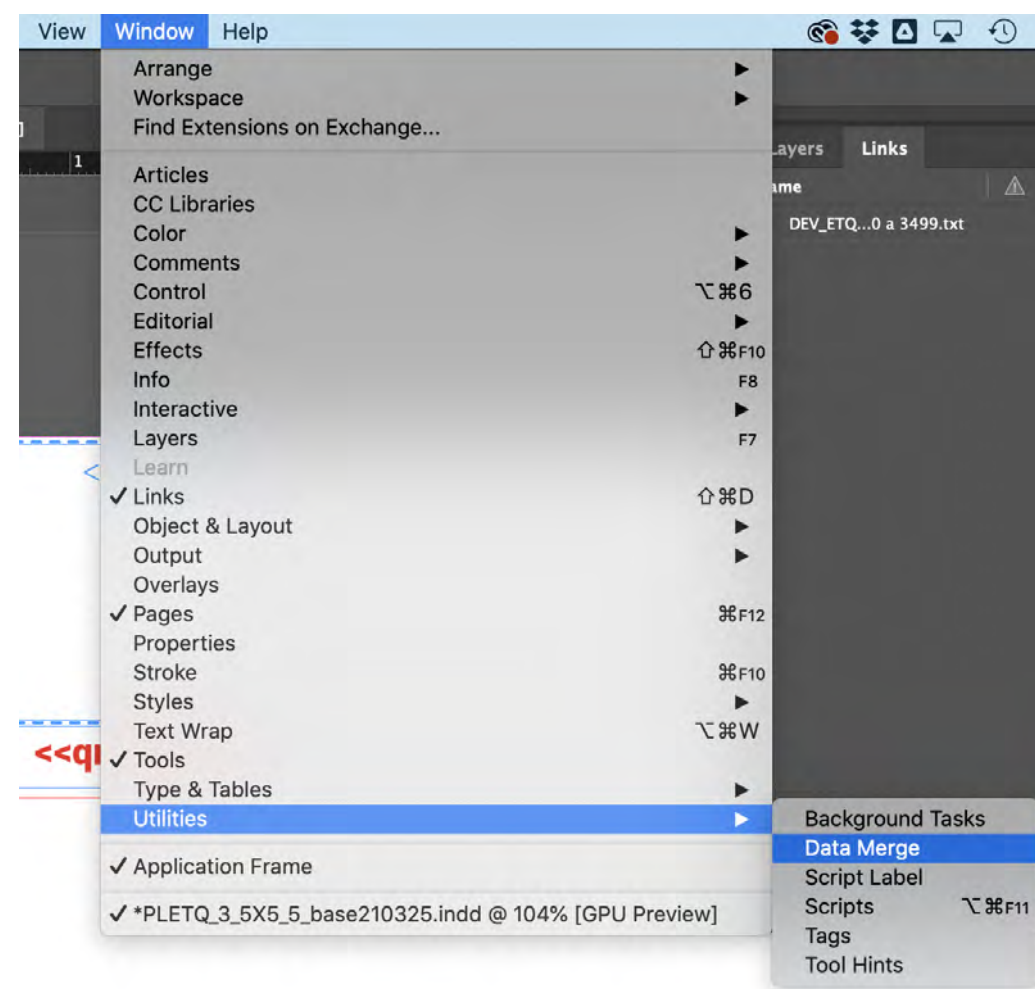 View Window Help
Arrange
Workspace
Find Extensions on Exchange...
1
Layers Links
Articles
CC Libraries
DEV_ETQ...0 a 3499.txt
Color
Comments
Control ⌥⌘6
Editorial
Effects ⇧⌘F10
Info F8
Interactive
Layers F7
Learn
<
✓ Links ⇧⌘D
Object & Layout
Output
Overlays
✓ Pages ⌘F12
Properties
Stroke ⌘F10
Styles
Text Wrap ⌥⌘W
<<q
✓ Tools
Type & Tables
Utilities
Background Tasks
Data Merge
Script Label
Scripts ⌥⌘F11
Tags
Tool Hints
✓ Application Frame
✓ *PLETQ_3_5X5_5_base210325.indd @ 104% [GPU Preview]